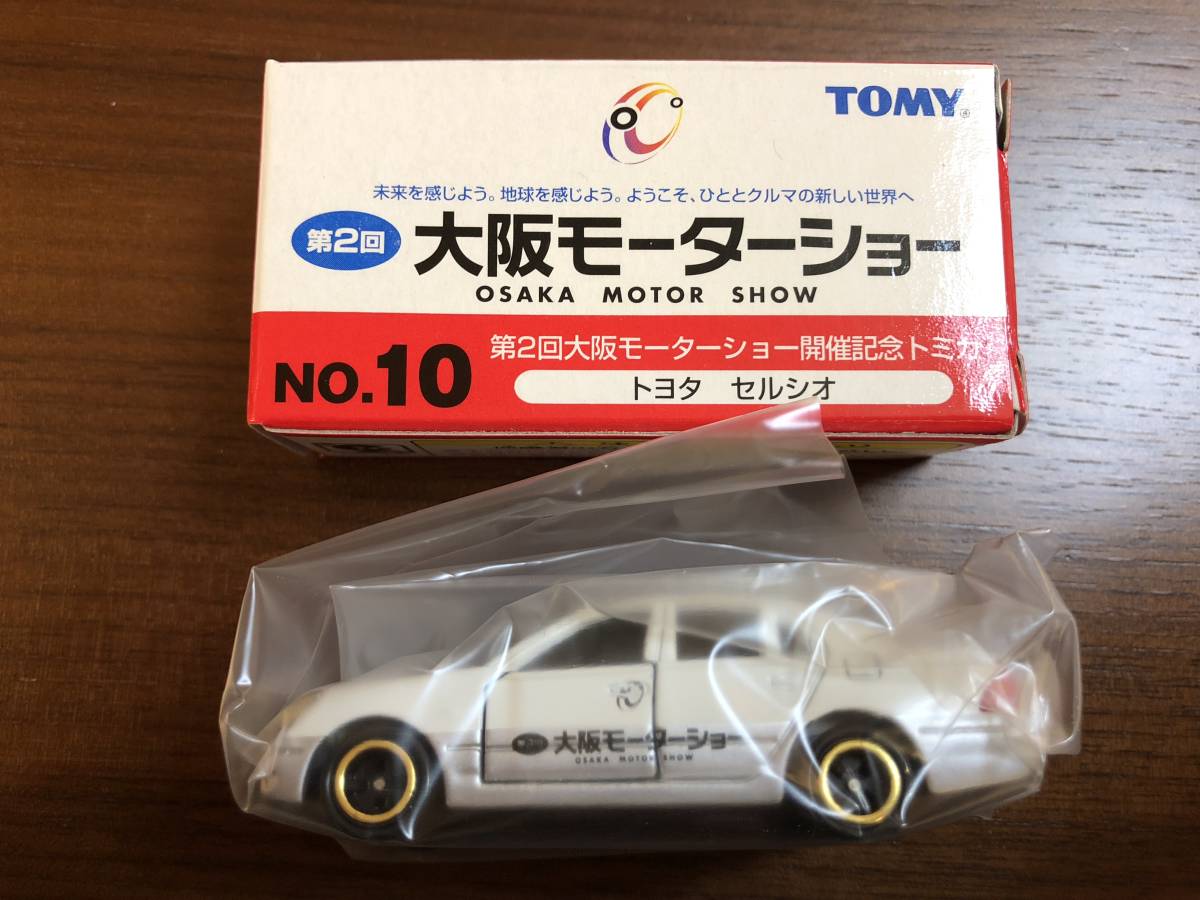 TOMY
未来を感じよう。地球を感じよう。ようこそ、ひととクルマの新しい世界へ
第2回
大阪モーターショー
OSAKA MOTOR SHOW
NO.10
第2回大阪モーターショー開催記念トミカ
トヨタ セルシオ
大阪モーターショー
OSAKA MOTOR SHOW